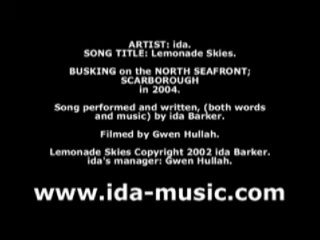 ARTIST: ida.
SONG TITLE: Lemonade Skies.
BUSKING on the NORTH SEAFRONT;
SCARBOROUGH
in 2004.
Song performed and written, (both words
and music) by ida Barker.
Filmed by Gwen Hullah.
Lemonade Skies Copyright 2002 ida Barker.
ida's manager: Gwen Hullah.
www.ida-music.com